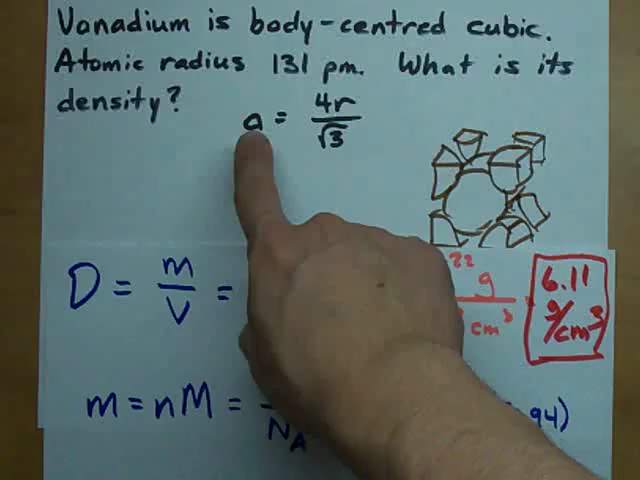 Vanadium is body-centred cubic.
Atomic radius 131 pm. What is its
density?
a = 4r / √3
D = m / V =
22
g
cm³
6.11
g/cm³
m = nM =
N_A
94)